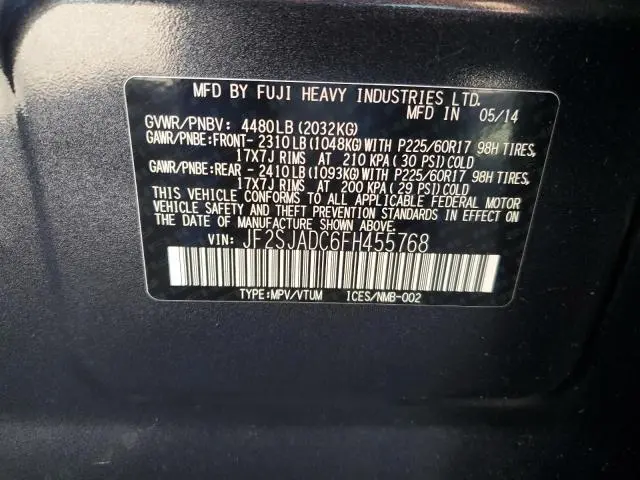 MFD BY FUJI HEAVY INDUSTRIES LTD.
MFD IN 05/14
GVWR/PNBV: 4480LB(2032KG)
GAWR/PNBE:FRONT- 2310LB(1048KG)WITH P225/60R17 98H TIRES,
17X7J RIMS AT 210 KPA(30 PSI)COLD
GAWR/PNBE:REAR - 2410LB(1093KG)WITH P225/60R17 98H TIRES,
17X7J RIMS AT 200 KPA(29 PSI)COLD
THIS VEHICLE CONFORMS TO ALL APPLICABLE FEDERAL MOTOR
VEHICLE SAFETY AND THEFT PREVENTION STANDARDS IN EFFECT ON
THE DATE OF MANUFACTURE SHOWN ABOVE.
VIN: JF2SJADC6FH455768
TYPE:MPV/VTUM ICES/NMB-002